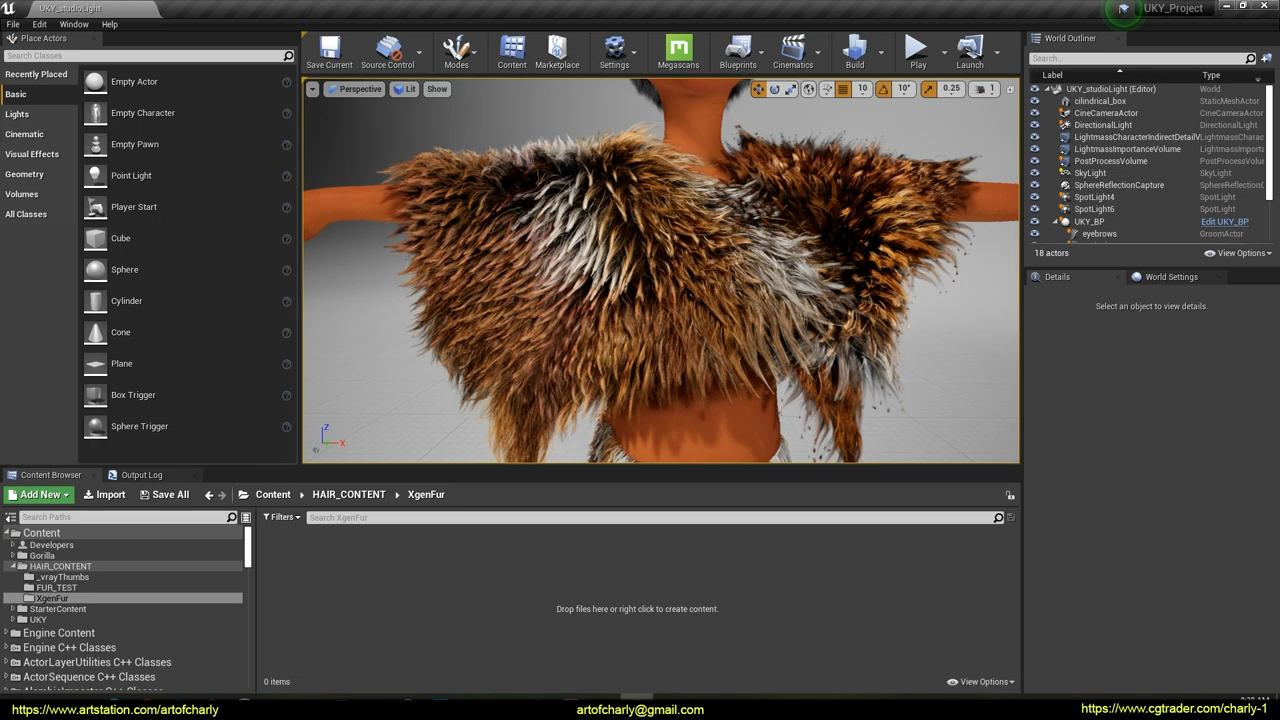 UKY_studioLight
UKY_Project
File Edit Window Help
Place Actors
Search Classes
Recently Placed
Basic
Lights
Cinematic
Visual Effects
Geometry
Volumes
All Classes
Empty Actor
Empty Character
Empty Pawn
Point Light
Player Start
Cube
Sphere
Cylinder
Cone
Plane
Box Trigger
Sphere Trigger
Save Current
Source Control
Modes
Content
Marketplace
Settings
Megascans
Blueprints
Cinematics
Build
Play
Launch
Perspective Lit Show
10 10° 0.25 1
Z
X
World Outliner
Search...
Label Type
UKY_studioLight (Editor) World
cilindrical_box StaticMeshActor
CineCameraActor CineCameraActor
DirectionalLight DirectionalLight
LightmassCharacterIndirectDetailV LightmassImporta
LightmassImportanceVolume LightmassImporta
PostProcessVolume PostProcessVolu
SkyLight SkyLight
SphereReflectionCapture SphereReflectionC
SpotLight4 SpotLight
SpotLight6 SpotLight
UKY_BP Edit UKY_BP
eyebrows GroomActor
18 actors View Options
Details World Settings
Select an object to view details.
Content Browser Output Log
Add New Import Save All Content HAIR_CONTENT XgenFur
Search Paths
Content
Developers
Gorilla
HAIR_CONTENT
_vrayThumbs
FUR_TEST
XgenFur
StarterContent
UKY
Engine Content
Engine C++ Classes
ActorLayerUtilities C++ Classes
ActorSequence C++ Classes
Filters Search XgenFur
Drop files here or right click to create content.
0 items View Options
https://www.artstation.com/artofcharly artofcharly@gmail.com https://www.cgtrader.com/charly-1